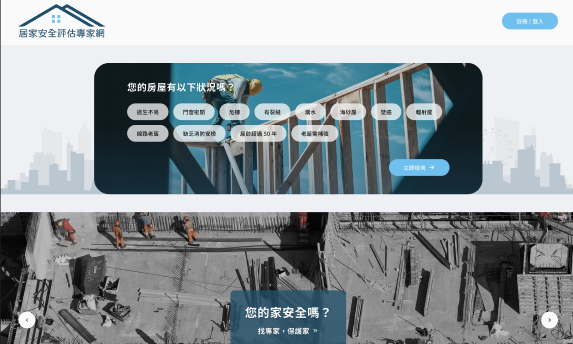 居家安全評估專家網
註冊 / 登入
您的房屋有以下狀況嗎？
逃生不易 門窗密閉 危樓 有裂縫 漏水 海砂屋 壁癌 輻射屋
線路老舊 缺乏消防安檢 屋齡超過 50 年 老屋需補強
立即檢測 →
您的家安全嗎？
找專家，保護家 »